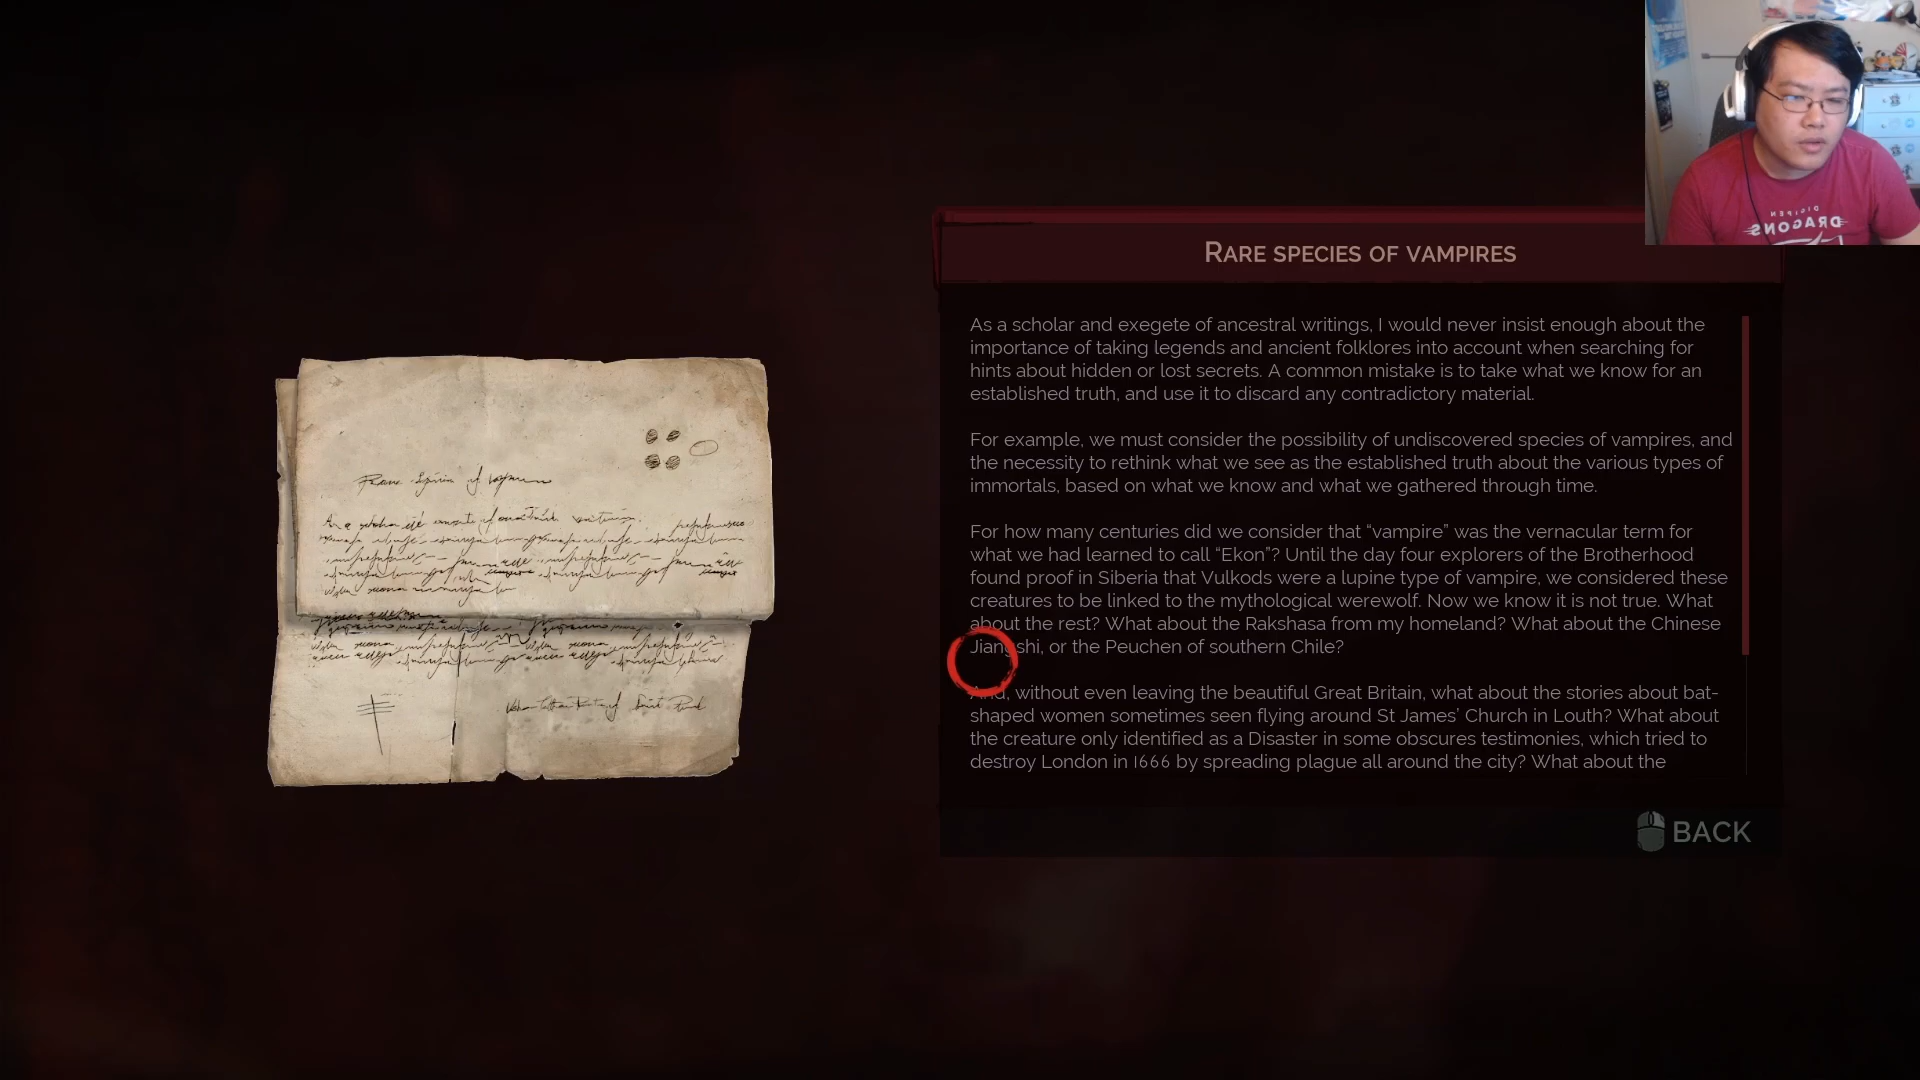 DIGIPEN
DRAGONS
RARE SPECIES OF VAMPIRES
As a scholar and exegete of ancestral writings, I would never insist enough about the
importance of taking legends and ancient folklores into account when searching for
hints about hidden or lost secrets. A common mistake is to take what we know for an
established truth, and use it to discard any contradictory material.
For example, we must consider the possibility of undiscovered species of vampires, and
the necessity to rethink what we see as the established truth about the various types of
immortals, based on what we know and what we gathered through time.
For how many centuries did we consider that “vampire” was the vernacular term for
what we had learned to call “Ekon”? Until the day four explorers of the Brotherhood
found proof in Siberia that Vulkods were a lupine type of vampire, we considered these
creatures to be linked to the mythological werewolf. Now we know it is not true. What
about the rest? What about the Rakshasa from my homeland? What about the Chinese
Jiangshi, or the Peuchen of southern Chile?
And, without even leaving the beautiful Great Britain, what about the stories about bat-
shaped women sometimes seen flying around St James’ Church in Louth? What about
the creature only identified as a Disaster in some obscures testimonies, which tried to
destroy London in 1666 by spreading plague all around the city? What about the
BACK